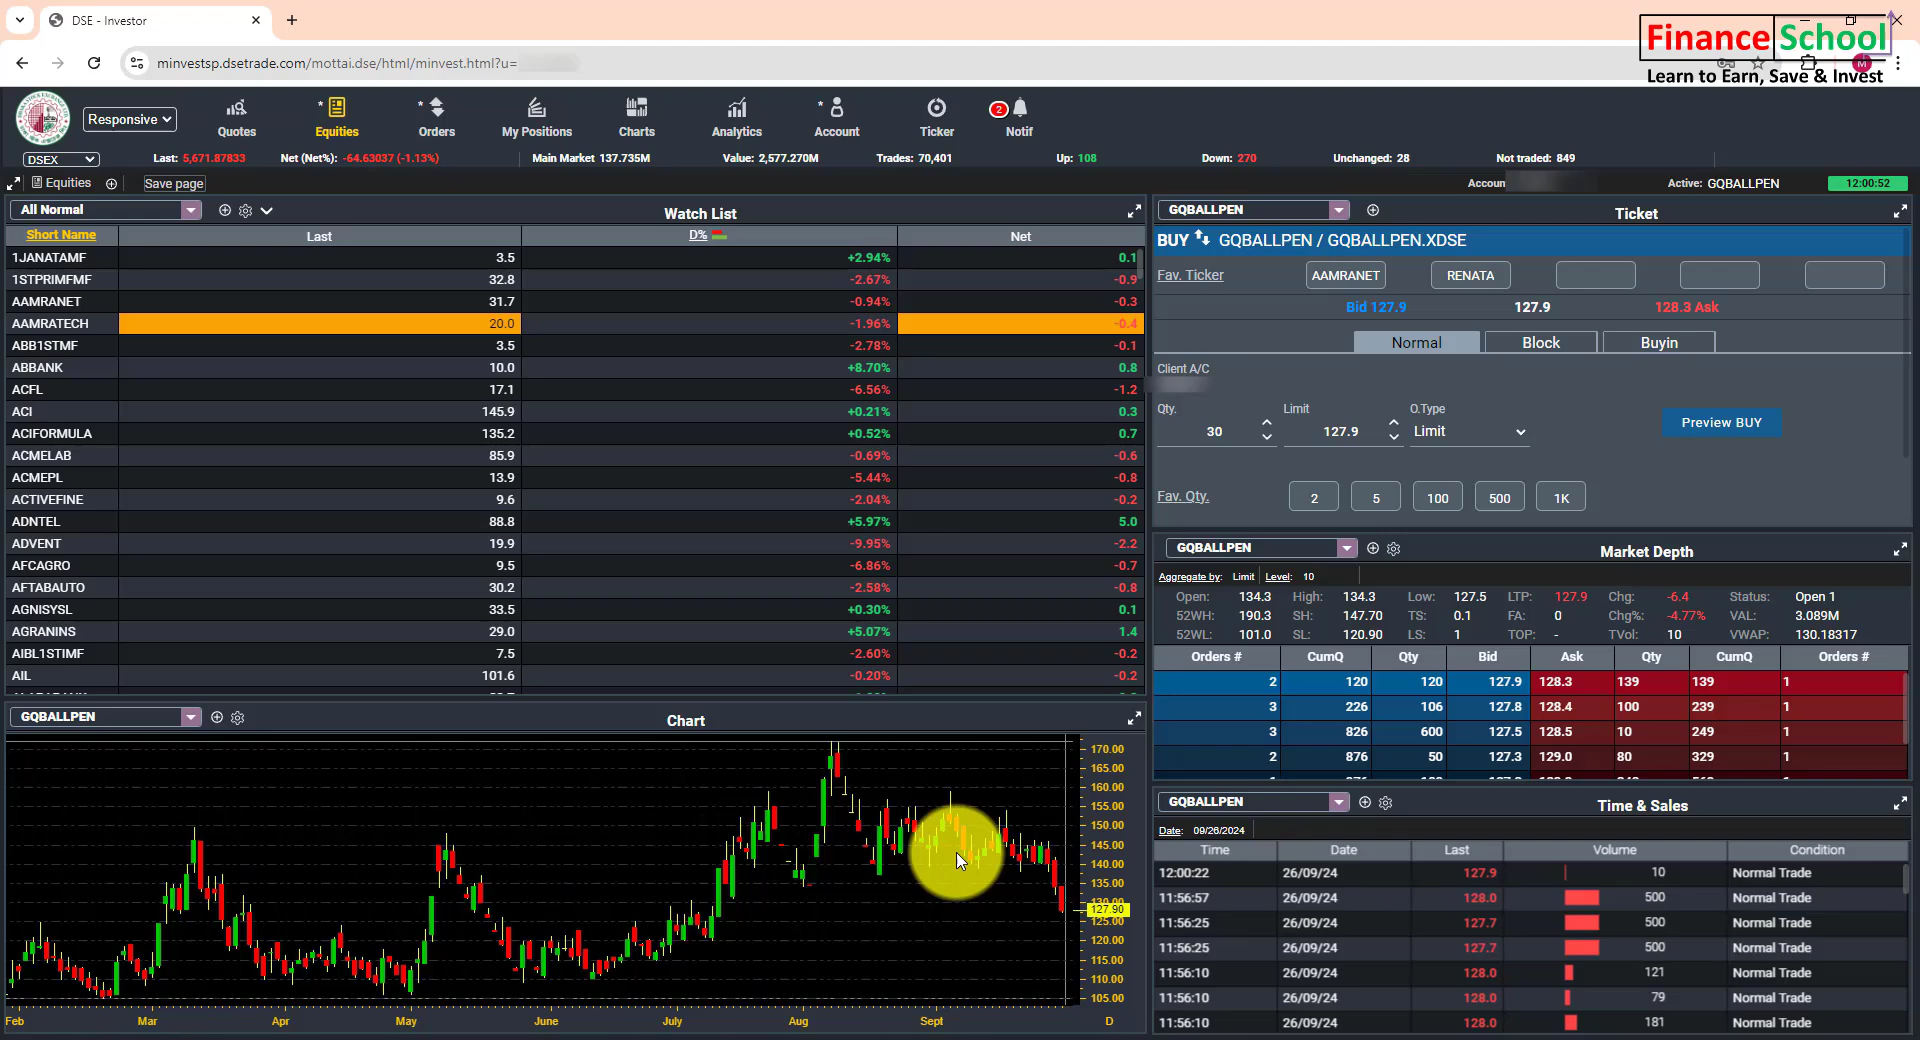 DSE - Investor
Finance School
Learn to Earn, Save & Invest
minvestsp.dsetrade.com/mottai.dse/html/minvest.html?u=
M
Responsive
* Equities
Quotes
* Orders
My Positions
Charts
Analytics
* Account
Ticker
2
Notif
DSEX
Last: 5,671.87833
Net (Net%): -64.63037 (-1.13%)
Main Market 137.735M
Value: 2,577.270M
Trades: 70,401
Up: 108
Down: 270
Unchanged: 28
Not traded: 849
Equities
Save page
Accoun
Active: GQBALLPEN
12:00:52
All Normal
Watch List
Short Name Last D% Net
1JANATAMF 3.5 +2.94% 0.1
1STPRIMFMF 32.8 -2.67% -0.9
AAMRANET 31.7 -0.94% -0.3
AAMRATECH 20.0 -1.96% -0.4
ABB1STMF 3.5 -2.78% -0.1
ABBANK 10.0 +8.70% 0.8
ACFL 17.1 -6.56% -1.2
ACI 145.9 +0.21% 0.3
ACIFORMULA 135.2 +0.52% 0.7
ACMELAB 85.9 -0.69% -0.6
ACMEPL 13.9 -5.44% -0.8
ACTIVEFINE 9.6 -2.04% -0.2
ADNTEL 88.8 +5.97% 5.0
ADVENT 19.9 -9.95% -2.2
AFCAGRO 9.5 -6.86% -0.7
AFTABAUTO 30.2 -2.58% -0.8
AGNISYSL 33.5 +0.30% 0.1
AGRANINS 29.0 +5.07% 1.4
AIBL1STIMF 7.5 -2.60% -0.2
AIL 101.6 -0.20% -0.2
GQBALLPEN
Ticket
BUY GQBALLPEN / GQBALLPEN.XDSE
Fav. Ticker AAMRANET RENATA
Bid 127.9 127.9 128.3 Ask
Normal Block Buyin
Client A/C
Qty. Limit O.Type
30 127.9 Limit
Preview BUY
Fav. Qty. 2 5 100 500 1K
GQBALLPEN
Market Depth
Aggregate by: Limit Level: 10
Open: 134.3 High: 134.3 Low: 127.5 LTP: 127.9 Chg: -6.4 Status: Open 1
52WH: 190.3 SH: 147.70 TS: 0.1 FA: 0 Chg%: -4.77% VAL: 3.089M
52WL: 101.0 SL: 120.90 LS: 1 TOP: - TVol: 10 VWAP: 130.18317
Orders # CumQ Qty Bid Ask Qty CumQ Orders #
2 120 120 127.9 128.3 139 139 1
3 226 106 127.8 128.4 100 239 1
3 826 600 127.5 128.5 10 249 1
2 876 50 127.3 129.0 80 329 1
GQBALLPEN
Chart
170.00
165.00
160.00
155.00
150.00
145.00
140.00
135.00
130.00
127.90
125.00
120.00
115.00
110.00
105.00
Feb Mar Apr May June July Aug Sept D
GQBALLPEN
Time & Sales
Date: 09/26/2024
Time Date Last Volume Condition
12:00:22 26/09/24 127.9 10 Normal Trade
11:56:57 26/09/24 128.0 500 Normal Trade
11:56:25 26/09/24 127.7 500 Normal Trade
11:56:25 26/09/24 127.7 500 Normal Trade
11:56:10 26/09/24 128.0 121 Normal Trade
11:56:10 26/09/24 128.0 79 Normal Trade
11:56:10 26/09/24 128.0 181 Normal Trade